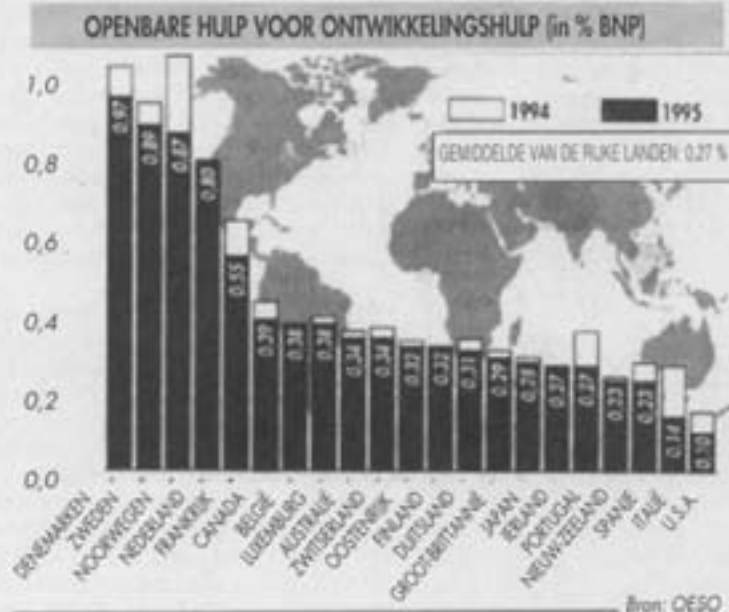 OPENBARE HULP VOOR ONTWIKKELINGSHULP (in % BNP)
1994
1995
GEMIDDELDE VAN DE RIJKE LANDEN: 0.27 %
1,0
0,8
0,6
0,4
0,2
0,0
0.97
0.89
0.87
0.80
0.55
0.39
0.38
0.38
0.34
0.34
0.32
0.32
0.31
0.29
0.28
0.27
0.27
0.23
0.23
0.14
0.10
DENEMARKEN
ZWEDEN
NOORWEGEN
NEDERLAND
FRANKRIJK
CANADA
BELGIË
LUXEMBURG
AUSTRALIË
ZWITSERLAND
OOSTENRIJK
FINLAND
DUITSLAND
GROOT-BRITTANNIË
JAPAN
IERLAND
PORTUGAL
NIEUW-ZEELAND
SPANJE
ITALIË
U.S.A.
Bron: OESO